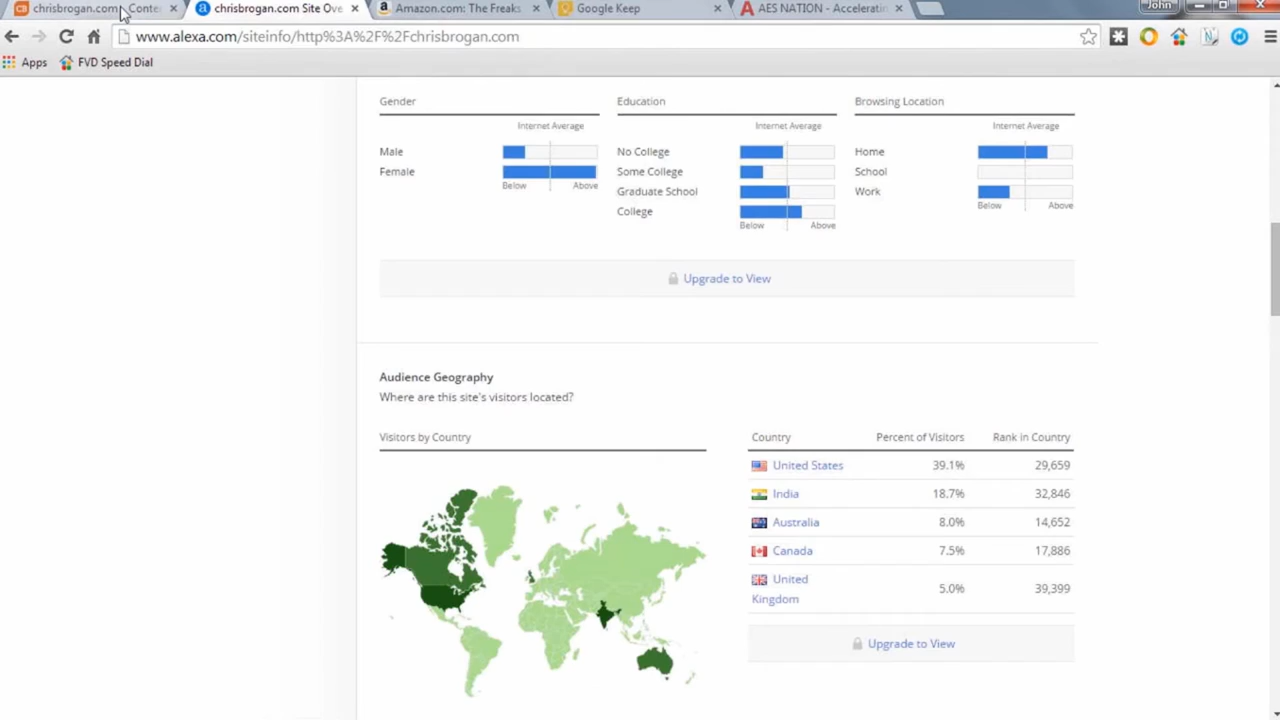 chrisbrogan.com: Conte
chrisbrogan.com Site Ove
Amazon.com: The Freaks
Google Keep
AES NATION - Acceleratin
John
www.alexa.com/siteinfo/http%3A%2F%2Fchrisbrogan.com
Apps FVD Speed Dial
Gender Education Browsing Location
Internet Average Internet Average Internet Average
Male No College Home
Female Some College School
Below Above Graduate School Work
College Below Above
Below Above
Upgrade to View
Audience Geography
Where are this site's visitors located?
Visitors by Country
Country Percent of Visitors Rank in Country
United States 39.1% 29,659
India 18.7% 32,846
Australia 8.0% 14,652
Canada 7.5% 17,886
United
Kingdom 5.0% 39,399
Upgrade to View